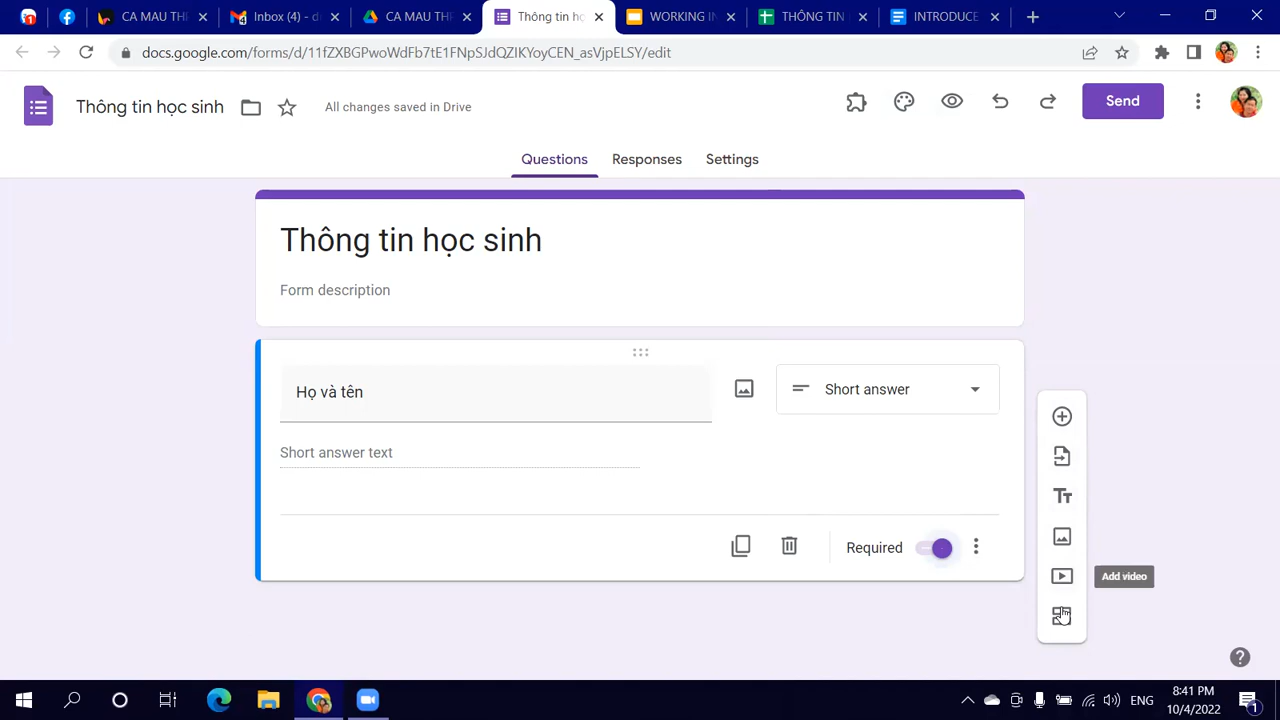 CA MAU TH
Inbox (4) - d
CA MAU TH
Thông tin h
WORKING I
THÔNG TIN
INTRODUCE
docs.google.com/forms/d/11fZXBGPwoWdFb7tE1FNpSJdQZIKYoyCEN_asVjpELSY/edit
Thông tin học sinh
All changes saved in Drive
Send
Questions
Responses
Settings
Thông tin học sinh
Form description
Họ và tên
Short answer
Short answer text
Required
Add video
8:41 PM
ENG
10/4/2022